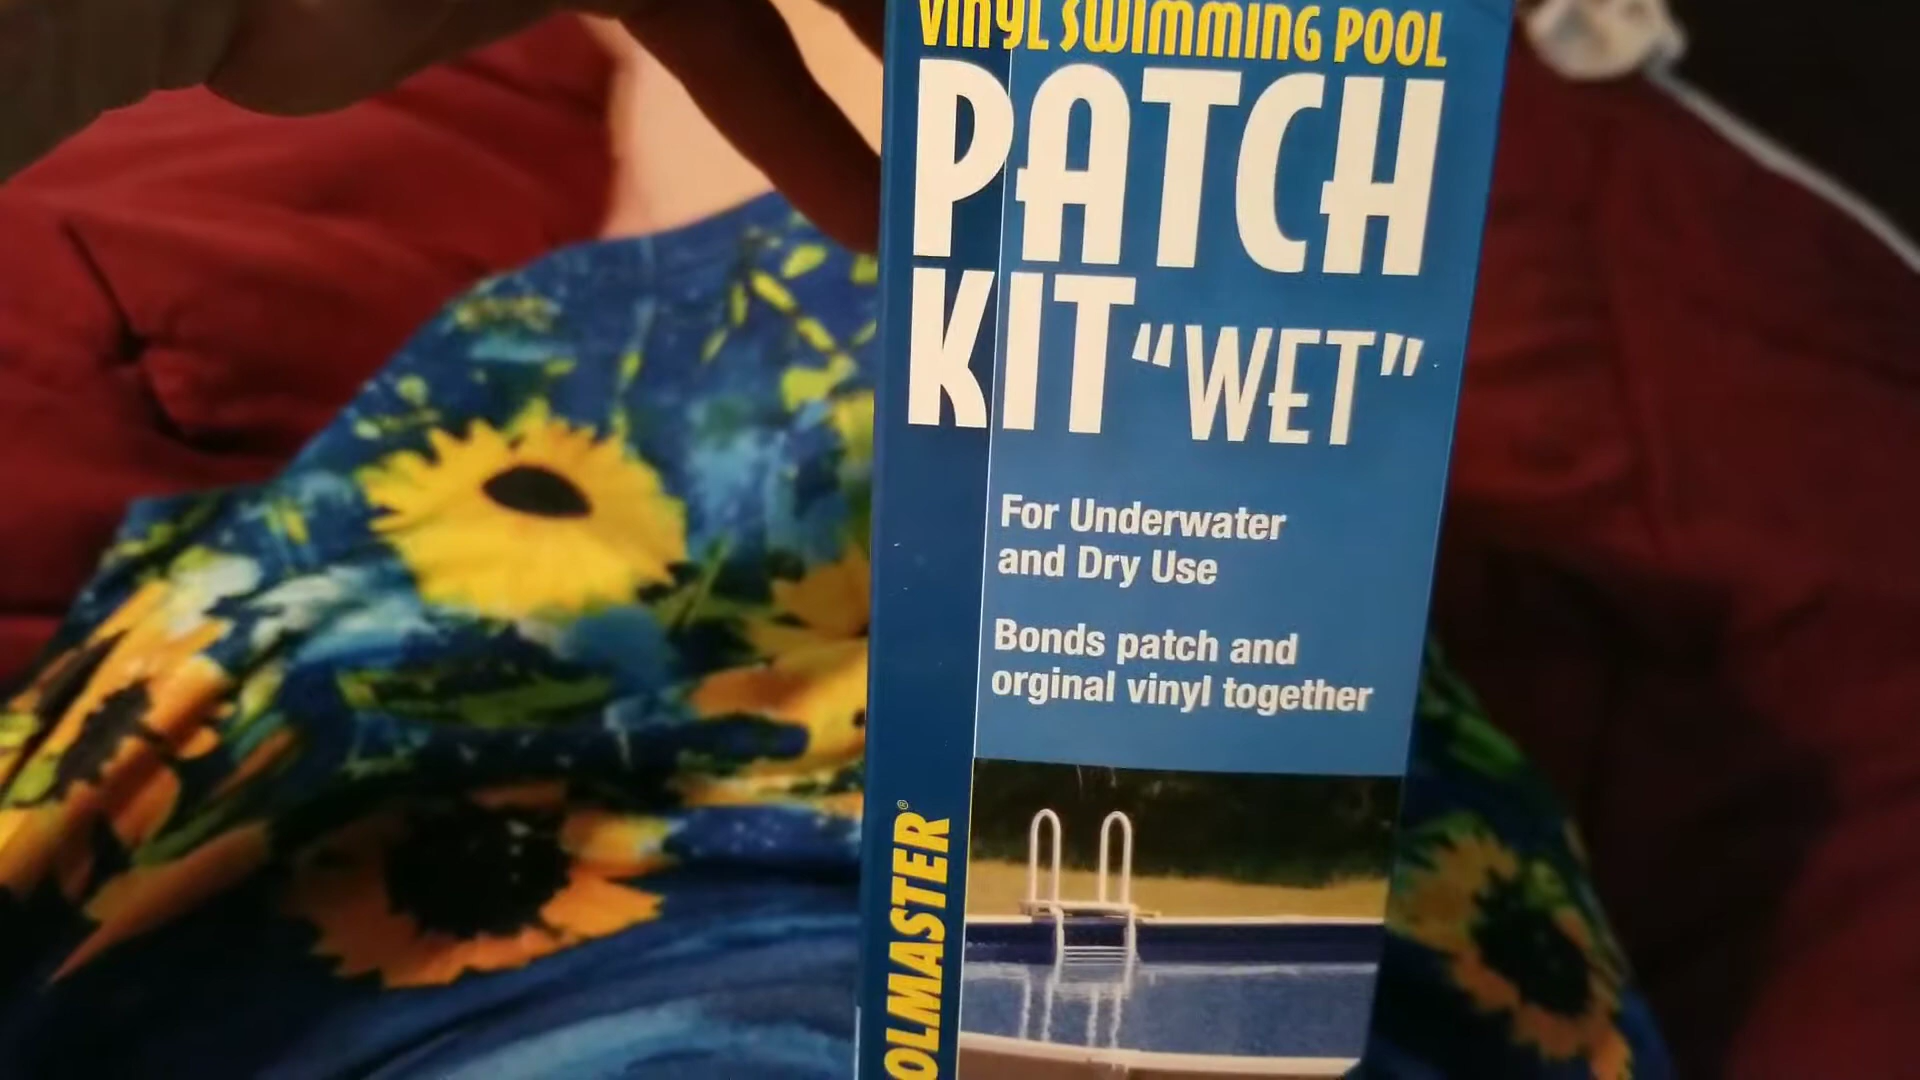 VINYL SWIMMING POOL
PATCH
KIT "WET"
For Underwater
and Dry Use
Bonds patch and
orginal vinyl together
OLMASTER®